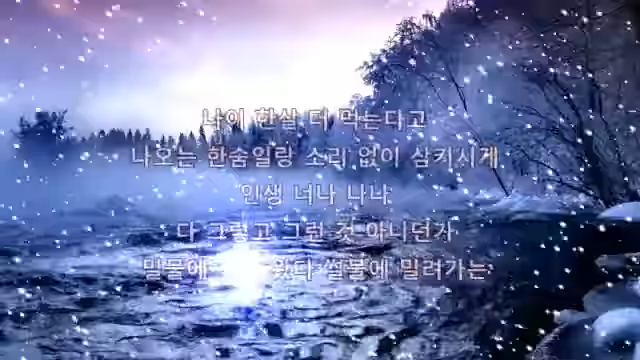 나이 한살 더 먹는다고
나오는 한숨일랑 소리 없이 삼키시게
인생 너나 나나
다 그렇고 그런 것 아니던가
밀물에 왔다 썰물에 밀려가는